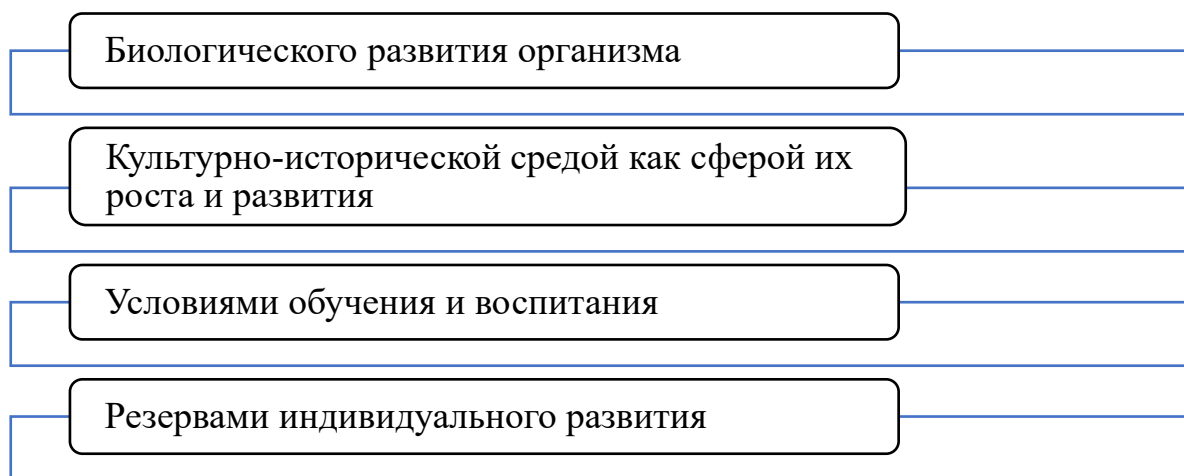 Биологического развития организма
Культурно-исторической средой как сферой их
роста и развития
Условиями обучения и воспитания
Резервами индивидуального развития